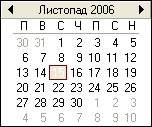 Листопад 2006
П В С Ч П С Н
30 31 1 2 3 4 5
6 7 8 9 10 11 12
13 14 15 16 17 18 19
20 21 22 23 24 25 26
27 28 29 30 1 2 3
4 5 6 7 8 9 10